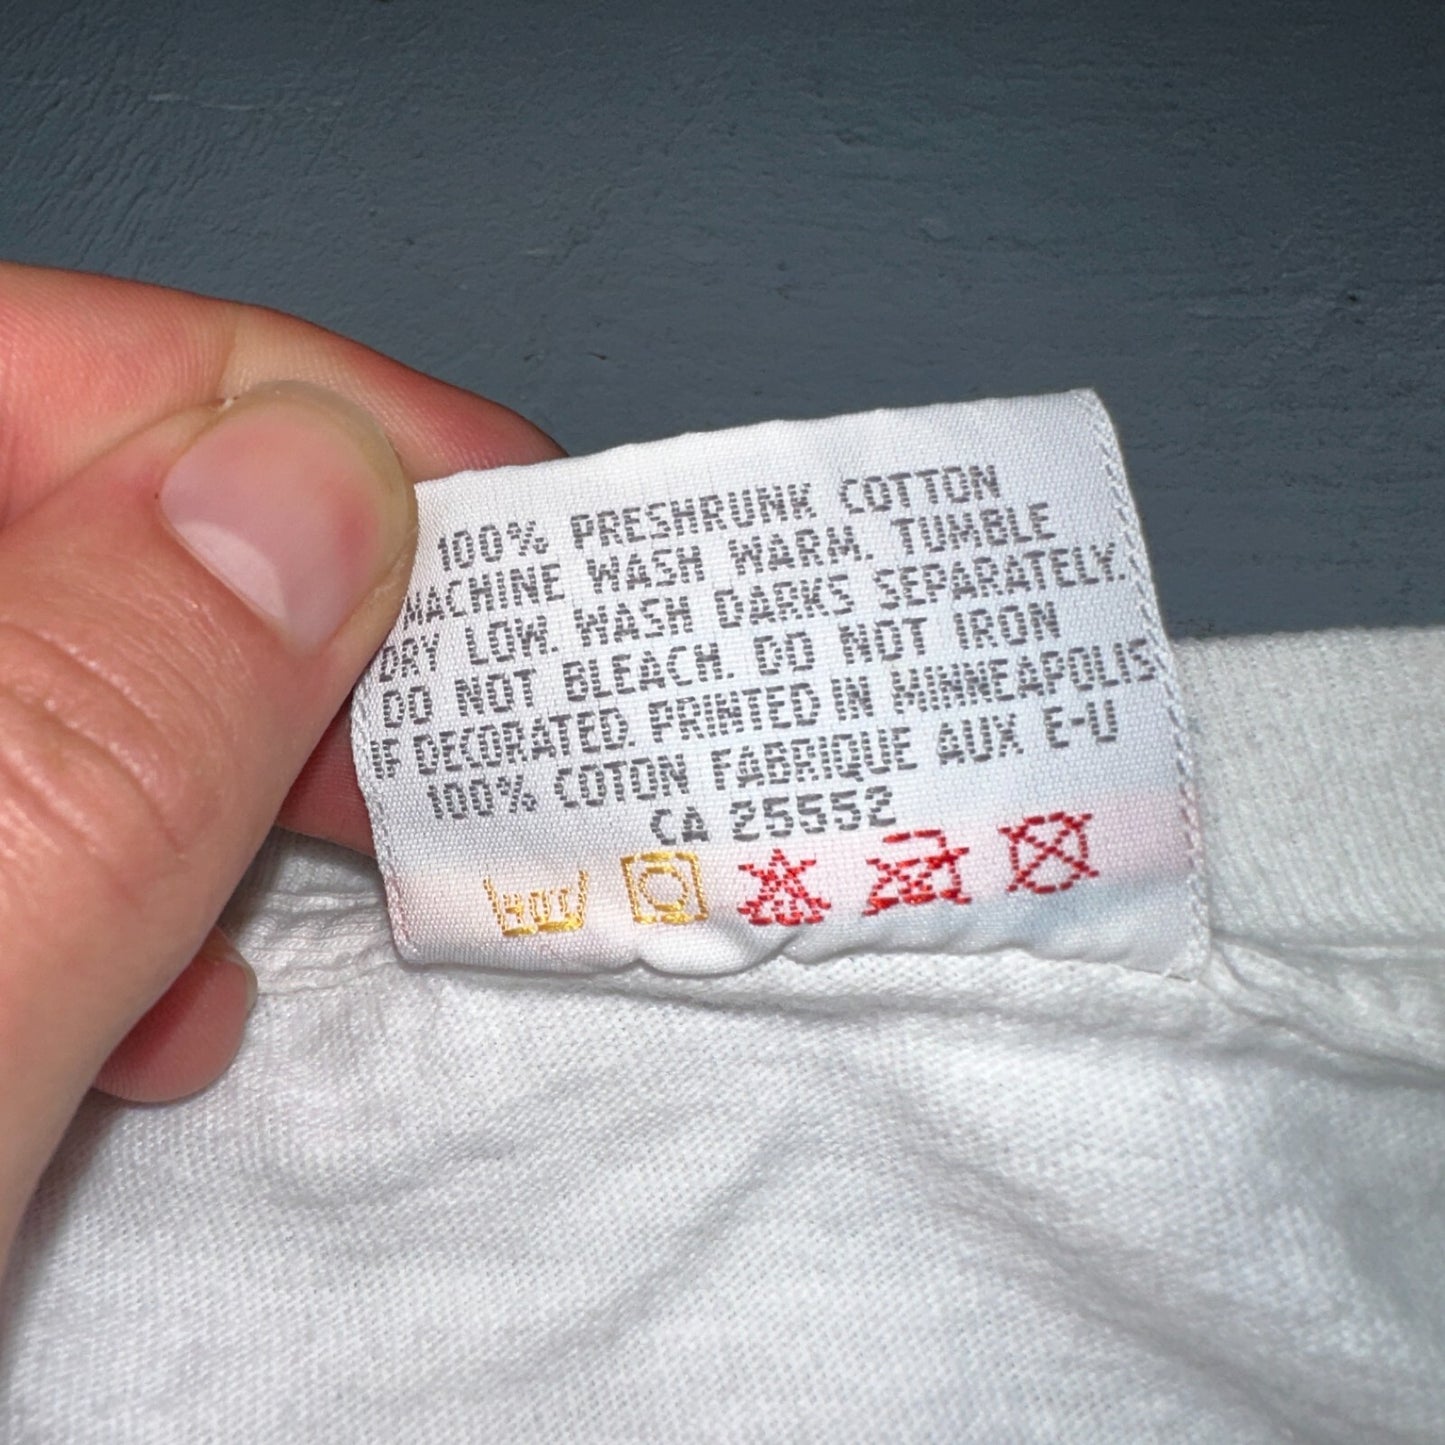 100% PRESHRUNK COTTON
MACHINE WASH WARM. TUMBLE
DRY LOW. WASH DARKS SEPARATELY.
DO NOT BLEACH. DO NOT IRON
IF DECORATED. PRINTED IN MINNEAPOLIS
100% COTON FABRIQUE AUX E-U
CA 25552